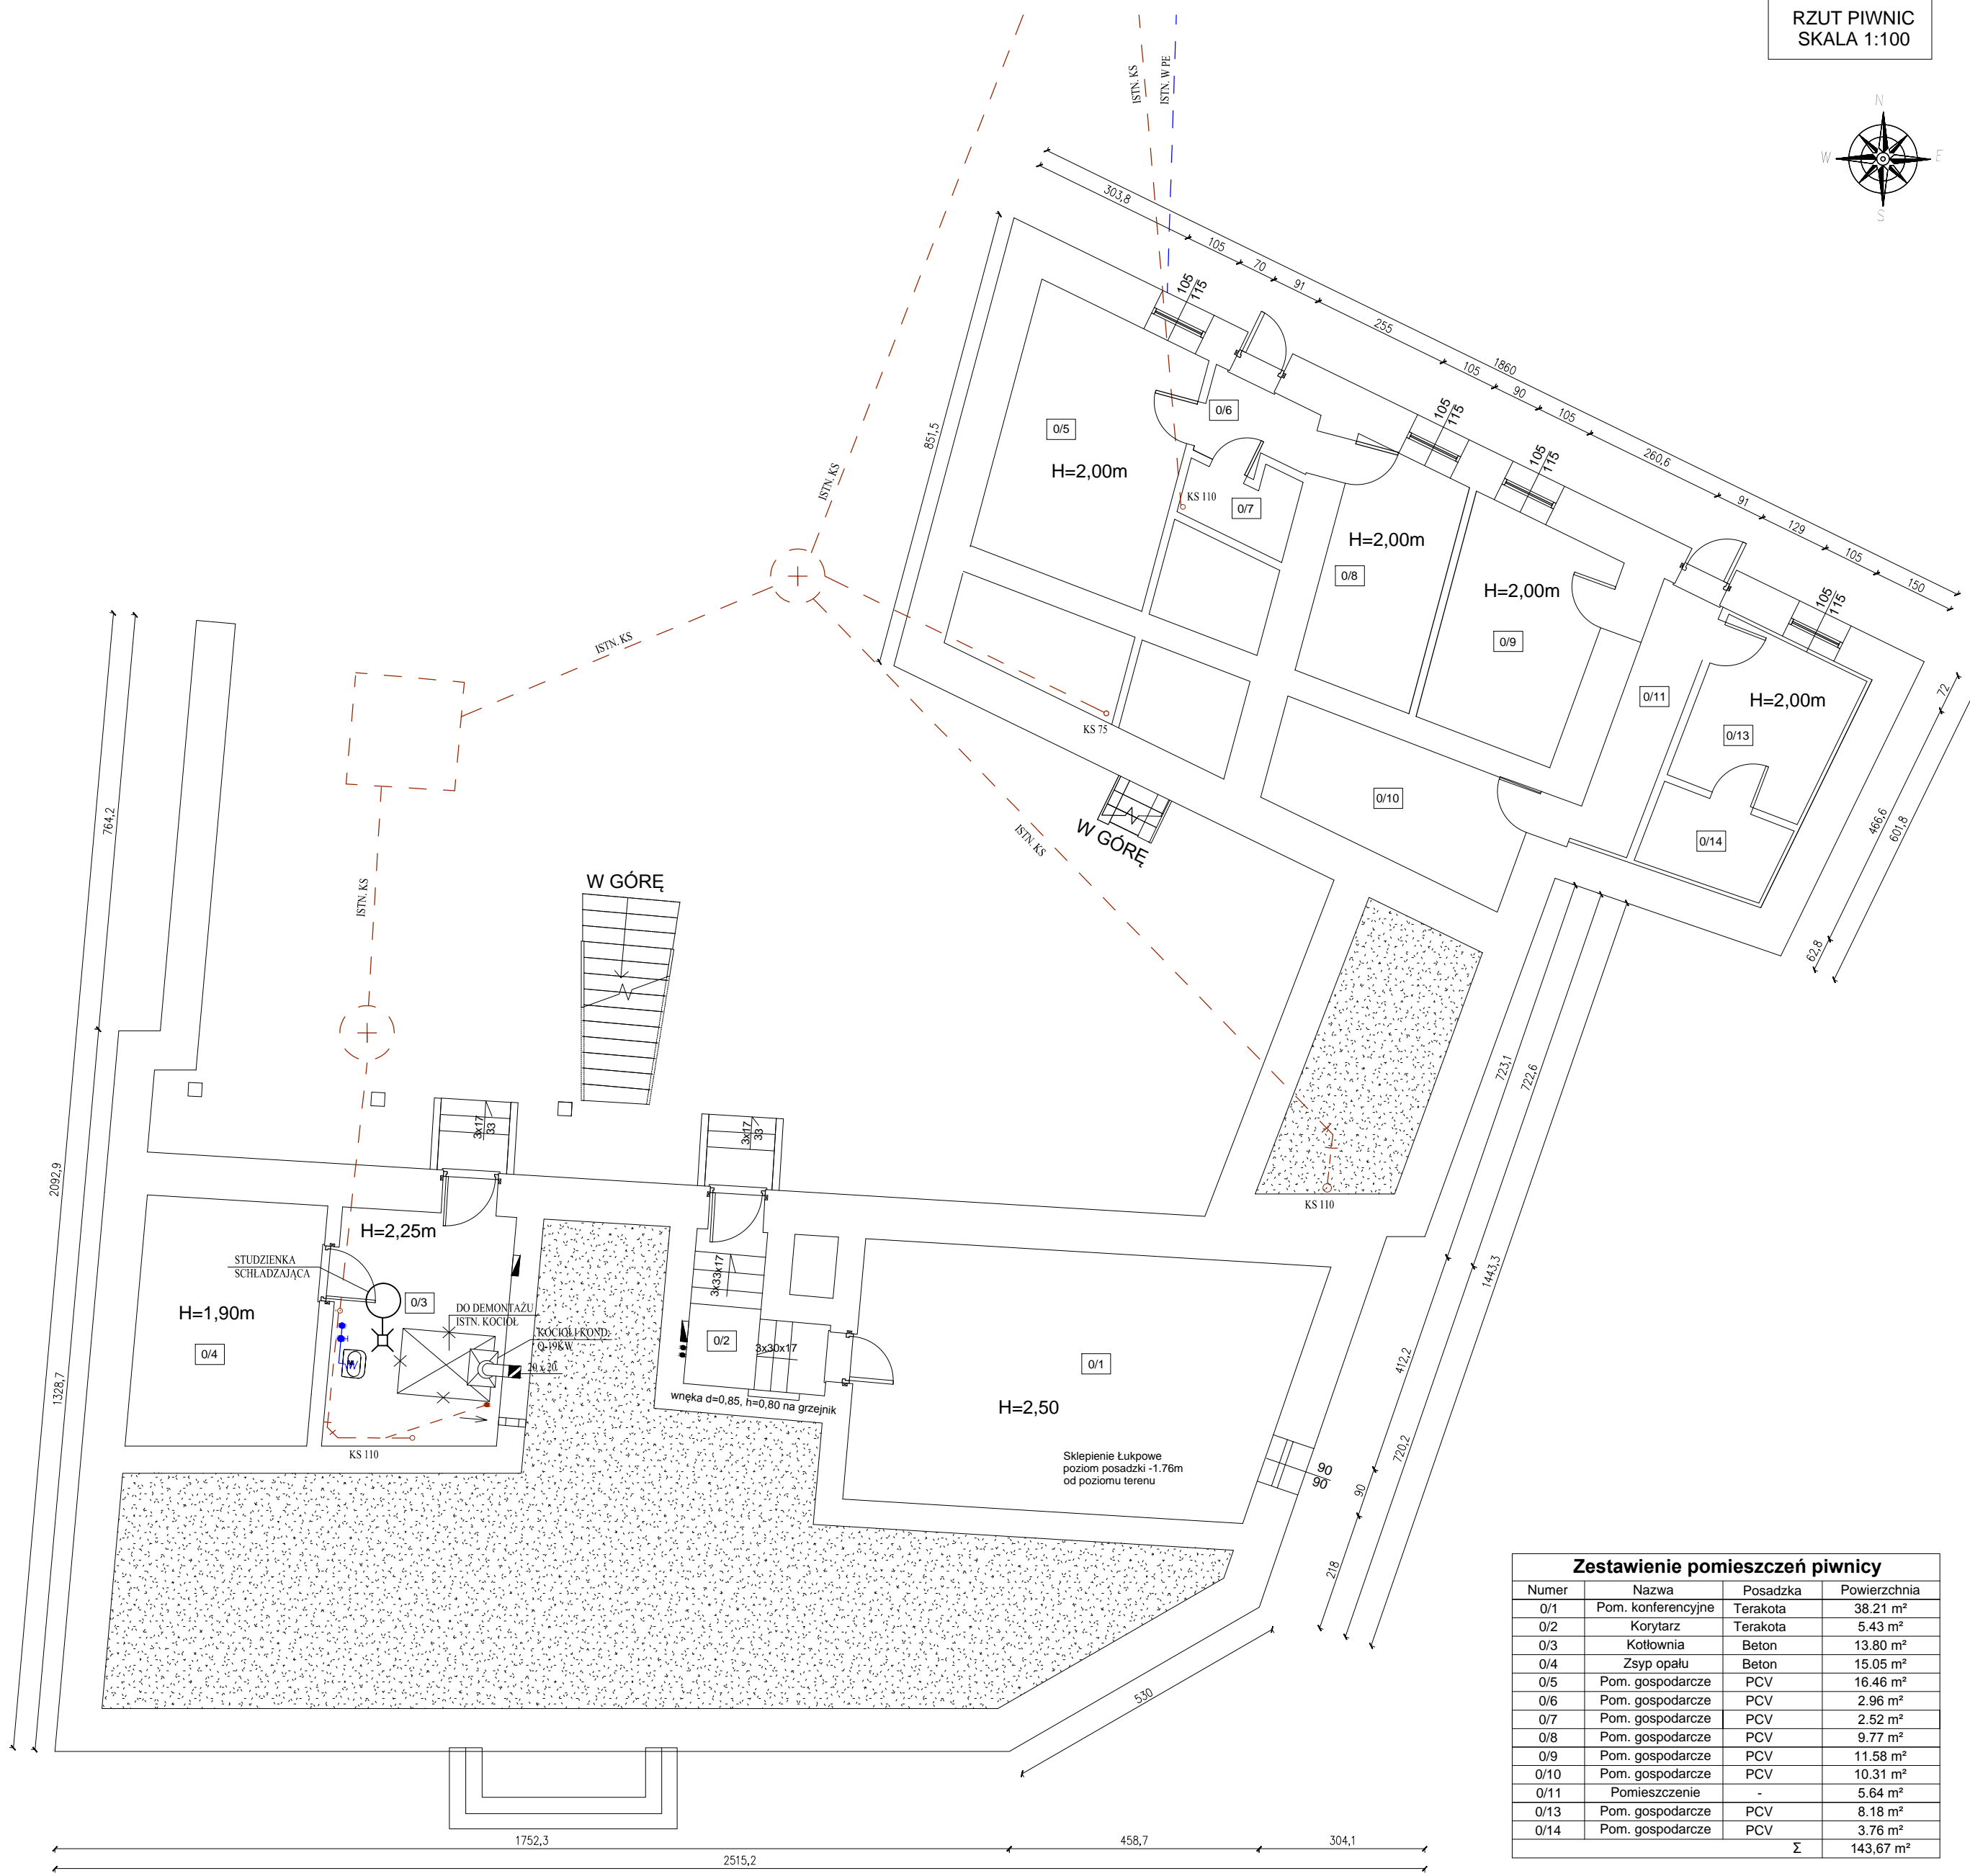 RZUT PIWNIC
SKALA 1:100
N
W
E
S
ISTN. KS
ISTN. W PE
303,8
105
70
91
255
1860
105
90
105
260,6
91
129
105
150
851,5
105
115
105
115
105
115
105
115
0/5
H=2,00m
0/6
KS 110
0/7
H=2,00m
0/8
H=2,00m
0/9
0/11
H=2,00m
0/13
0/14
0/10
72
466,6
601,8
62,8
ISTN. KS
ISTN. KS
KS 75
ISTN. KS
W GÓRĘ
W GÓRĘ
ISTN. KS
764,2
2092,9
1328,7
723,1
722,6
1443,3
412,2
720,2
90
218
KS 110
3x17
33
3x17
33
H=2,25m
STUDZIENKA
SCHŁADZAJĄCA
0/3
H=1,90m
0/4
DO DEMONTAŻU
ISTN. KOCIOŁ
KOCIOŁ KOND.
Q-19KW
20 x 20
W
KS 110
3x33x17
0/2
3x30x17
wnęka d=0,85, h=0,80 na grzejnik
0/1
H=2,50
Sklepienie Łukpowe
poziom posadzki -1.76m
od poziomu terenu
90
90
530
1752,3
458,7
304,1
2515,2
Zestawienie pomieszczeń piwnicy
Numer Nazwa Posadzka Powierzchnia
0/1 Pom. konferencyjne Terakota 38.21 m²
0/2 Korytarz Terakota 5.43 m²
0/3 Kotłownia Beton 13.80 m²
0/4 Zsyp opału Beton 15.05 m²
0/5 Pom. gospodarcze PCV 16.46 m²
0/6 Pom. gospodarcze PCV 2.96 m²
0/7 Pom. gospodarcze PCV 2.52 m²
0/8 Pom. gospodarcze PCV 9.77 m²
0/9 Pom. gospodarcze PCV 11.58 m²
0/10 Pom. gospodarcze PCV 10.31 m²
0/11 Pomieszczenie - 5.64 m²
0/13 Pom. gospodarcze PCV 8.18 m²
0/14 Pom. gospodarcze PCV 3.76 m²
Σ 143,67 m²